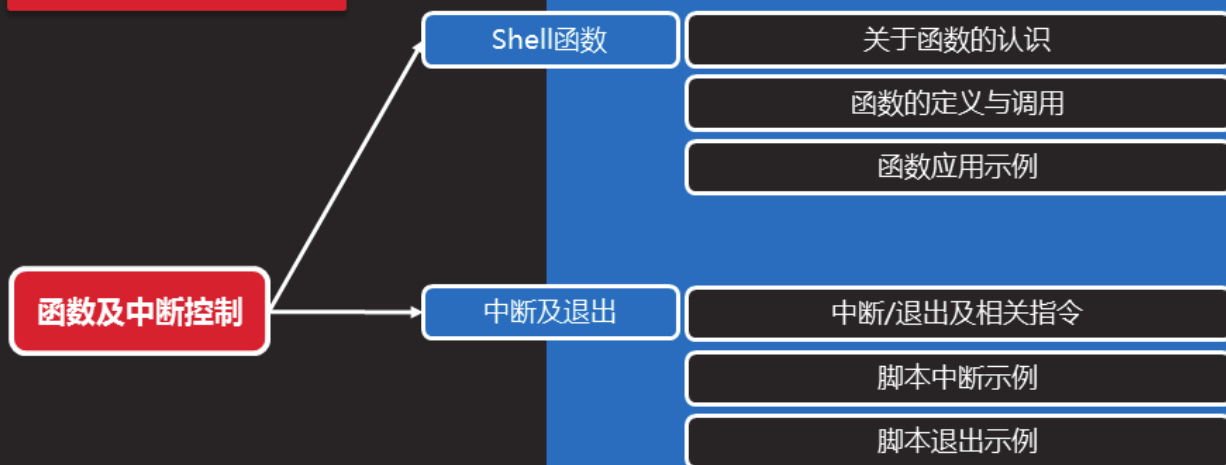 Shell函数
关于函数的认识
函数的定义与调用
函数应用示例
函数及中断控制
中断及退出
中断/退出及相关指令
脚本中断示例
脚本退出示例